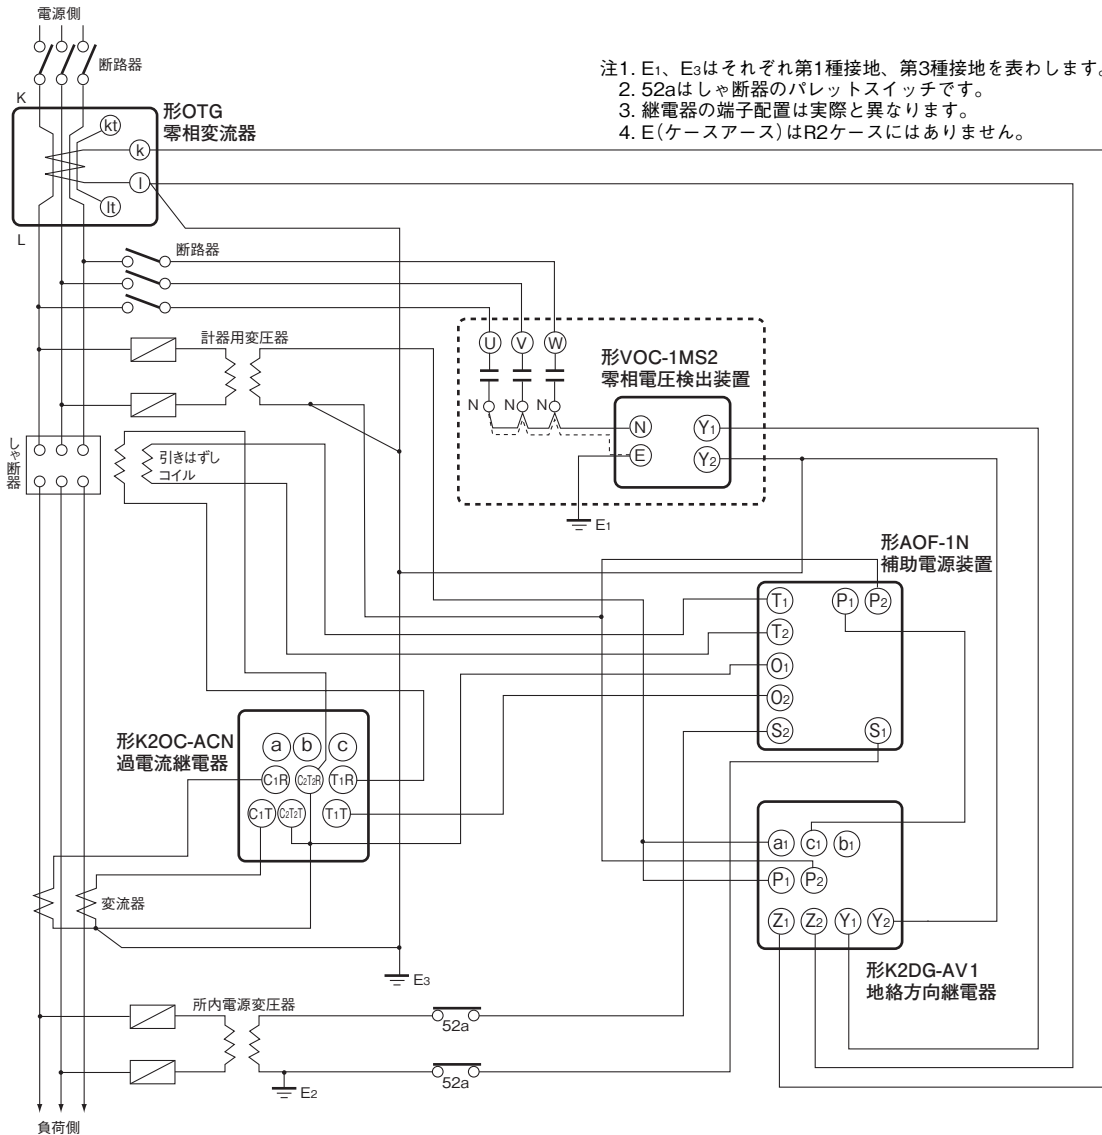 電源側
断路器
注1. E1、E3はそれぞれ第1種接地、第3種接地を表わします。
2. 52aはしゃ断器のパレットスイッチです。
3. 継電器の端子配置は実際と異なります。
4. E(ケースアース)はR2ケースにはありません。
K
形OTG
零相変流器
kt
k
l
lt
L
断路器
計器用変圧器
U V W
形VOC-1MS2
零相電圧検出装置
N N N
N Y1
E Y2
E1
しゃ断器
引きはずし
コイル
形AOF-1N
補助電源装置
T1 P1 P2
T2
O1
O2
S2 S1
形K2OC-ACN
過電流継電器
a b c
C1R C2T2R T1R
C1T C2T2T T1T
a1 c1 b1
P1 P2
Z1 Z2 Y1 Y2
変流器
E3
形K2DG-AV1
地絡方向継電器
所内電源変圧器
52a
52a
E2
負荷側